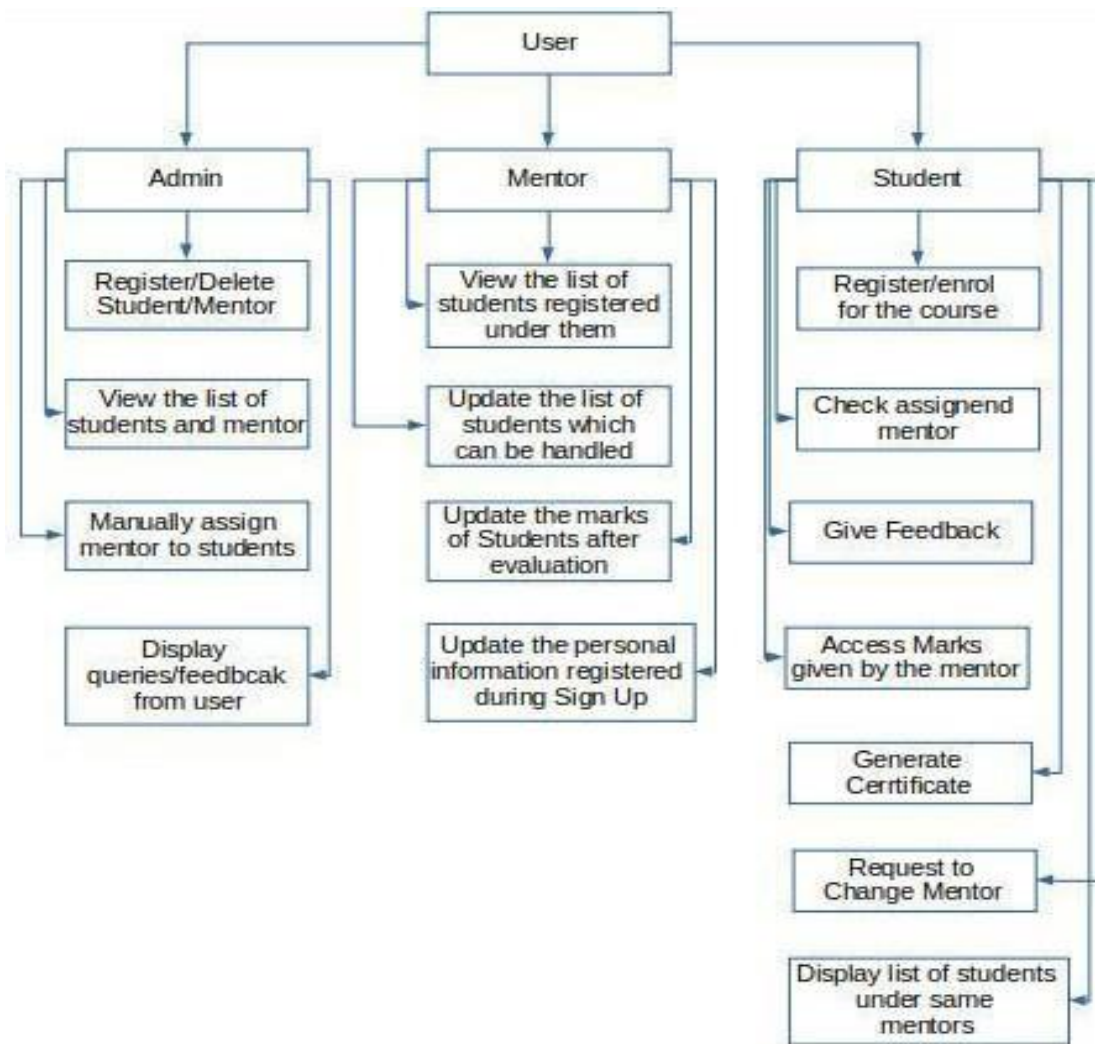 User
Admin
Mentor
Student
Register/Delete
Student/Mentor
View the list of
students and mentor
Manually assign
mentor to students
Display
queries/feedbcak
from user
View the list of
students registered
under them
Update the list of
students which
can be handled
Update the marks
of Students after
evaluation
Update the personal
information registered
during Sign Up
Register/enrol
for the course
Check assignend
mentor
Give Feedback
Access Marks
given by the mentor
Generate
Cerrtificate
Request to
Change Mentor
Display list of students
under same
mentors